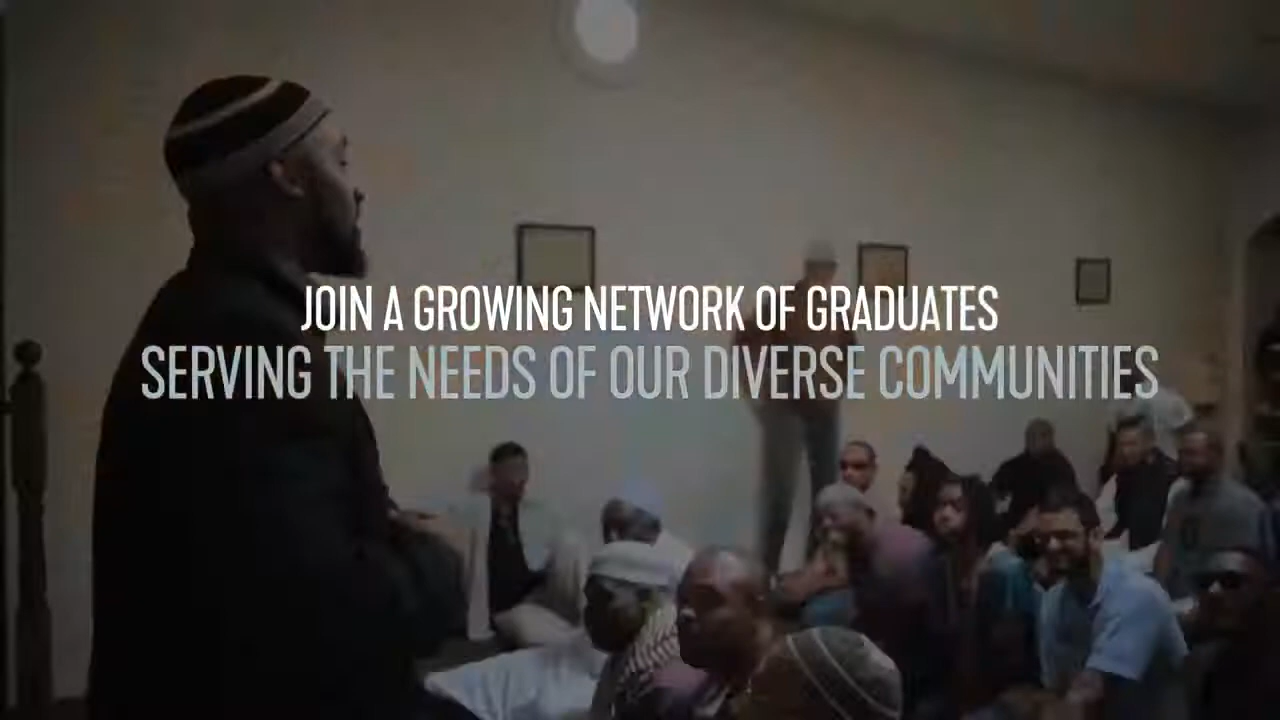 JOIN A GROWING NETWORK OF GRADUATES
SERVING THE NEEDS OF OUR DIVERSE COMMUNITIES